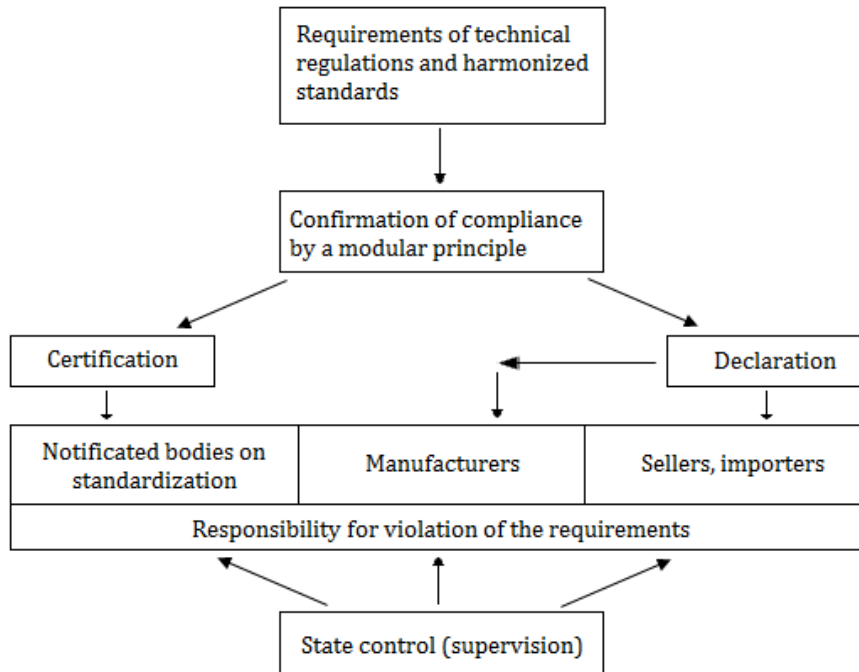 Requirements of technical
regulations and harmonized
standards
Confirmation of compliance
by a modular principle
Certification
Declaration
Notificated bodies on
standardization
Manufacturers
Sellers, importers
Responsibility for violation of the requirements
State control (supervision)